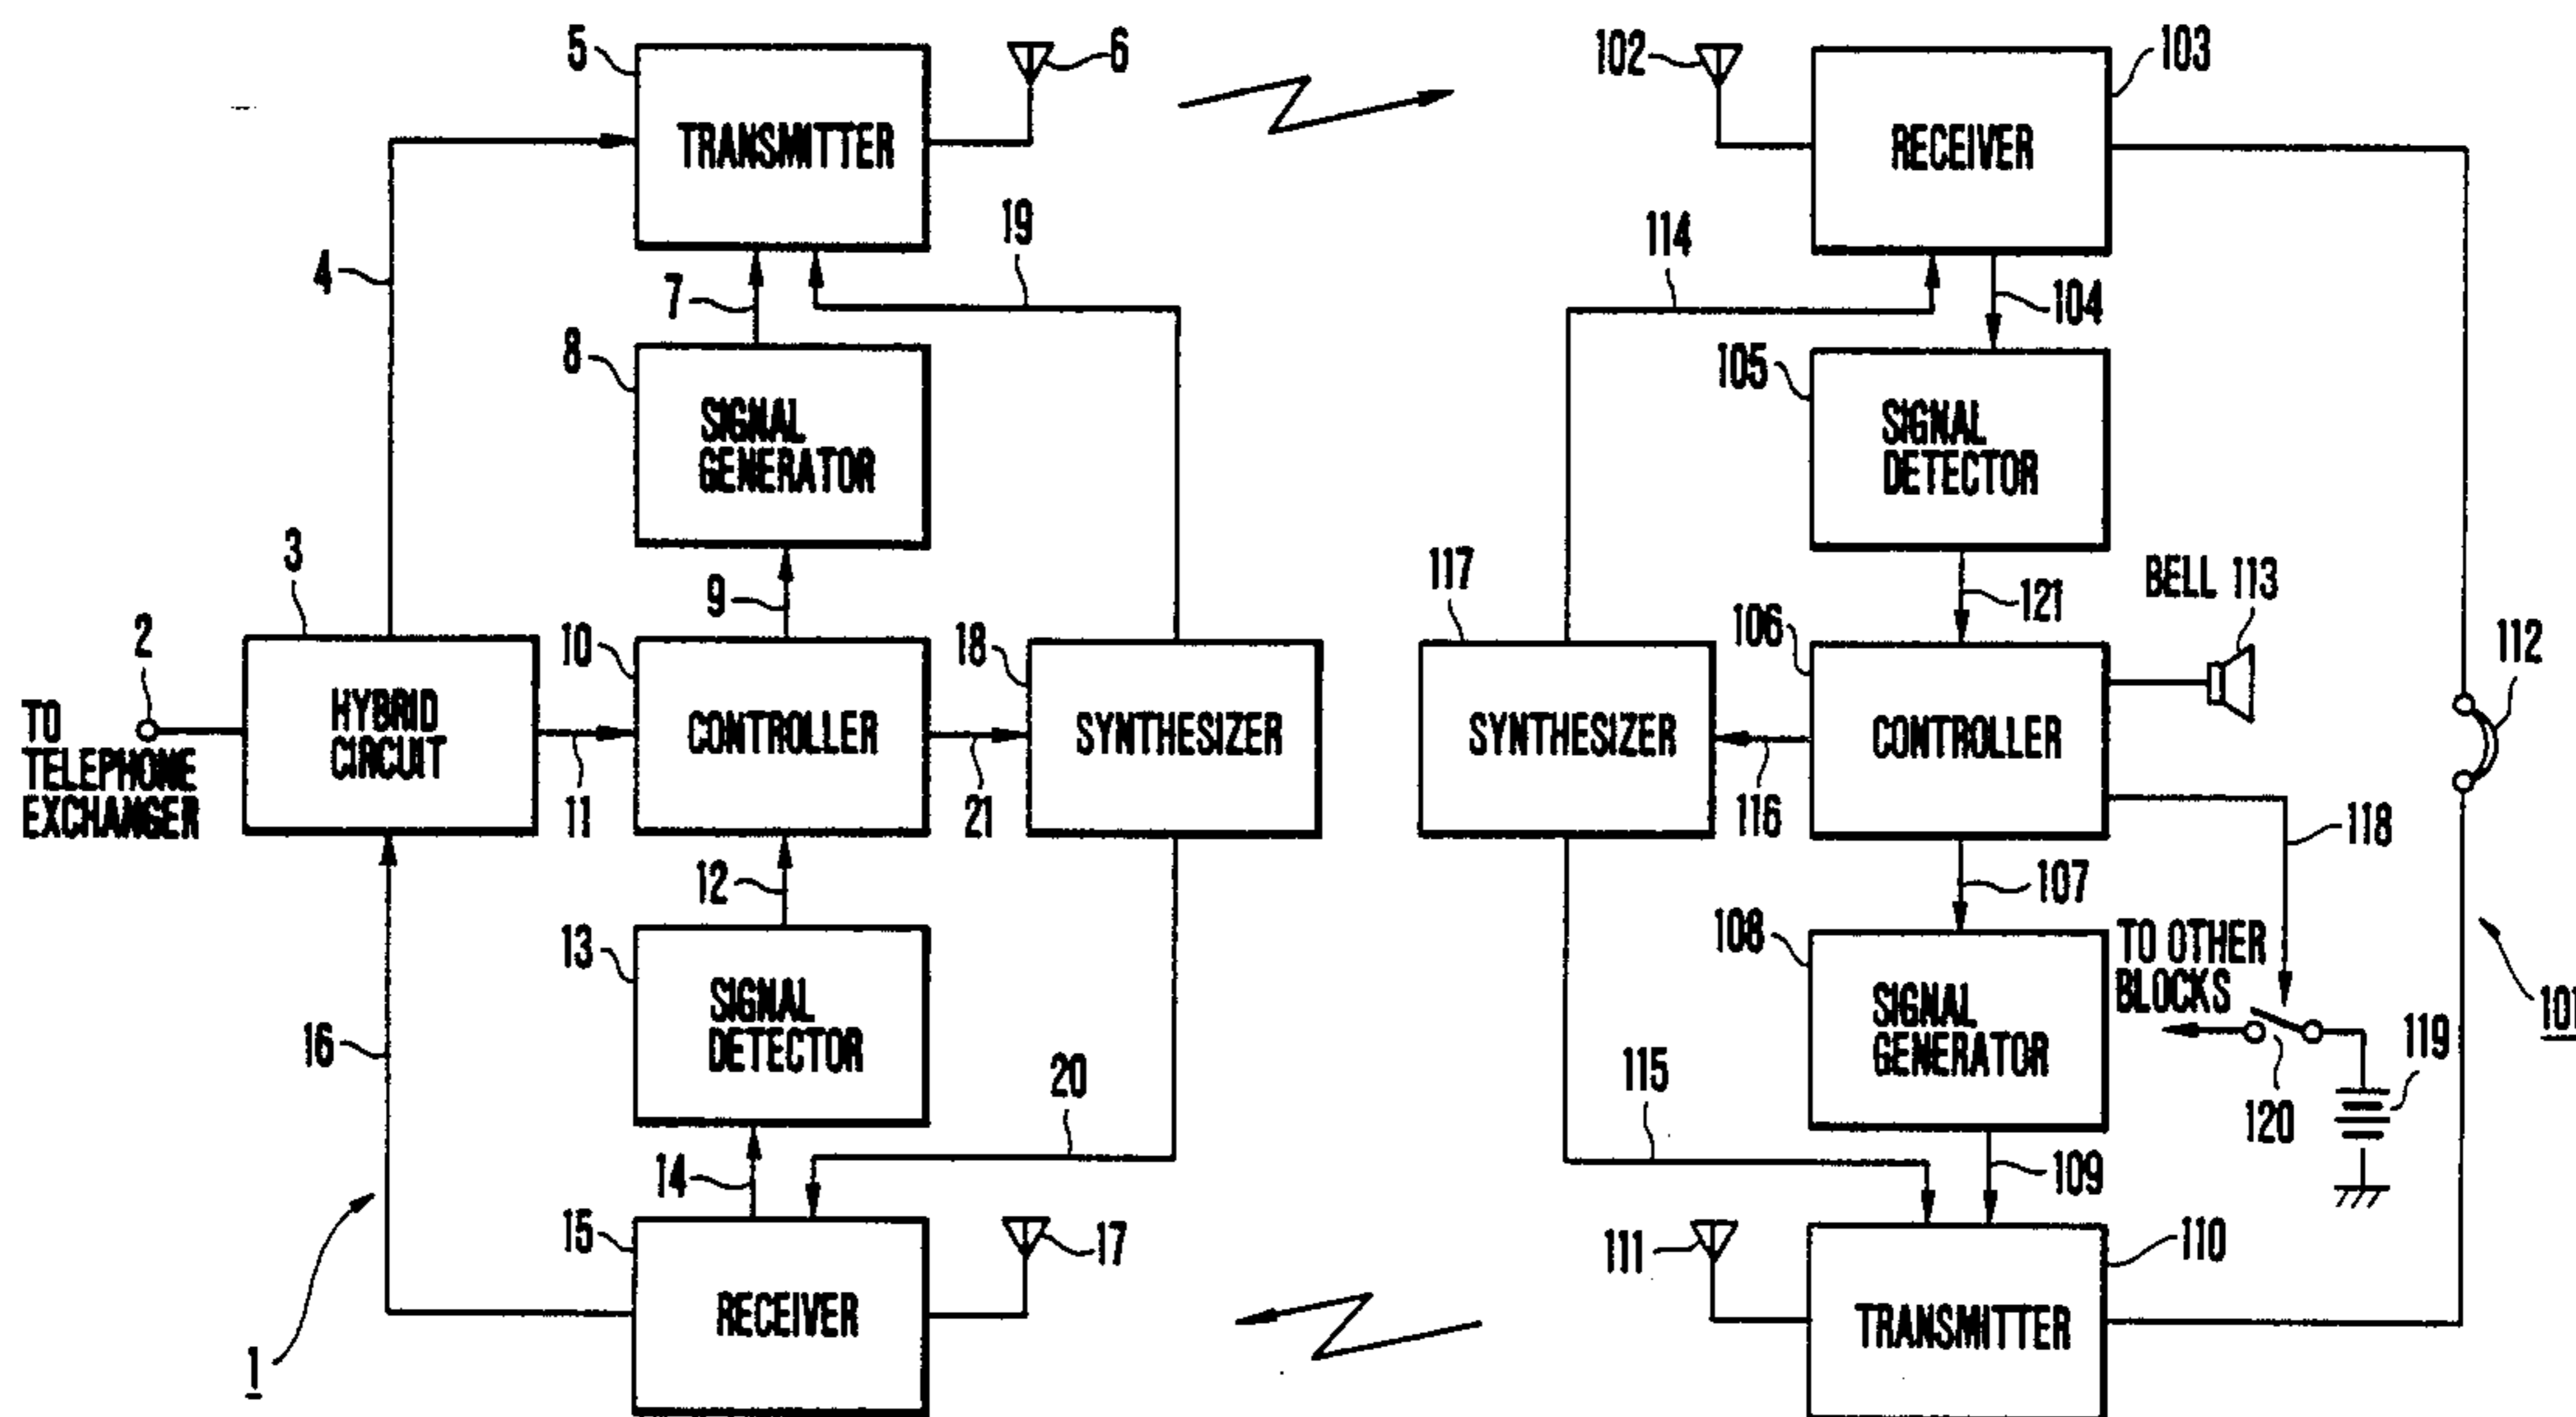 5
6
102
103
TRANSMITTER
RECEIVER
4
7
19
114
104
8
105
SIGNAL
GENERATOR
SIGNAL
DETECTOR
3
9
117
121
BELL 113
2
10
18
106
112
TO
TELEPHONE
EXCHANGER
HYBRID
CIRCUIT
CONTROLLER
SYNTHESIZER
SYNTHESIZER
CONTROLLER
11
21
116
118
12
107
13
108
TO OTHER
BLOCKS
SIGNAL
DETECTOR
SIGNAL
GENERATOR
101
16
20
115
120
119
14
109
15
17
111
110
RECEIVER
TRANSMITTER
1